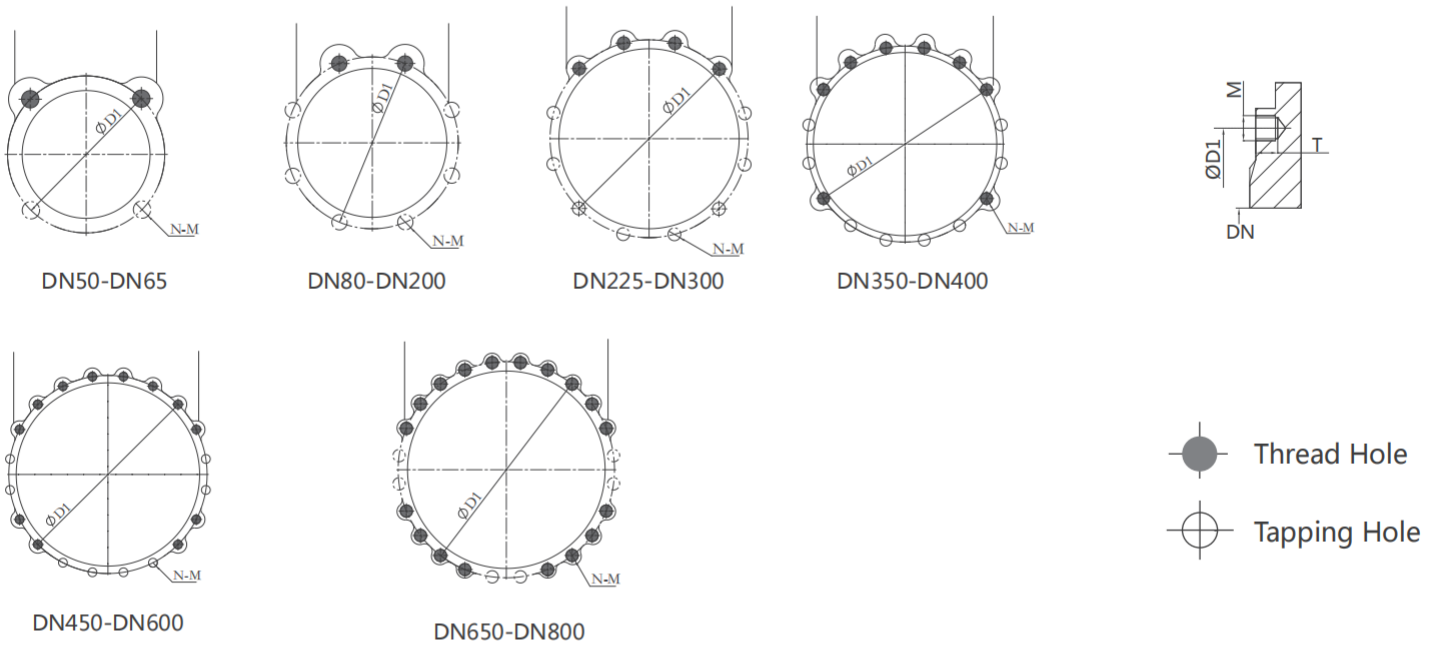 ØD1
N-M
DN50-DN65
ØD1
N-M
DN80-DN200
ØD1
N-M
DN225-DN300
ØD1
N-M
DN350-DN400
M
ØD1
T
DN
ØD1
N-M
DN450-DN600
ØD1
N-M
DN650-DN800
Thread Hole
Tapping Hole